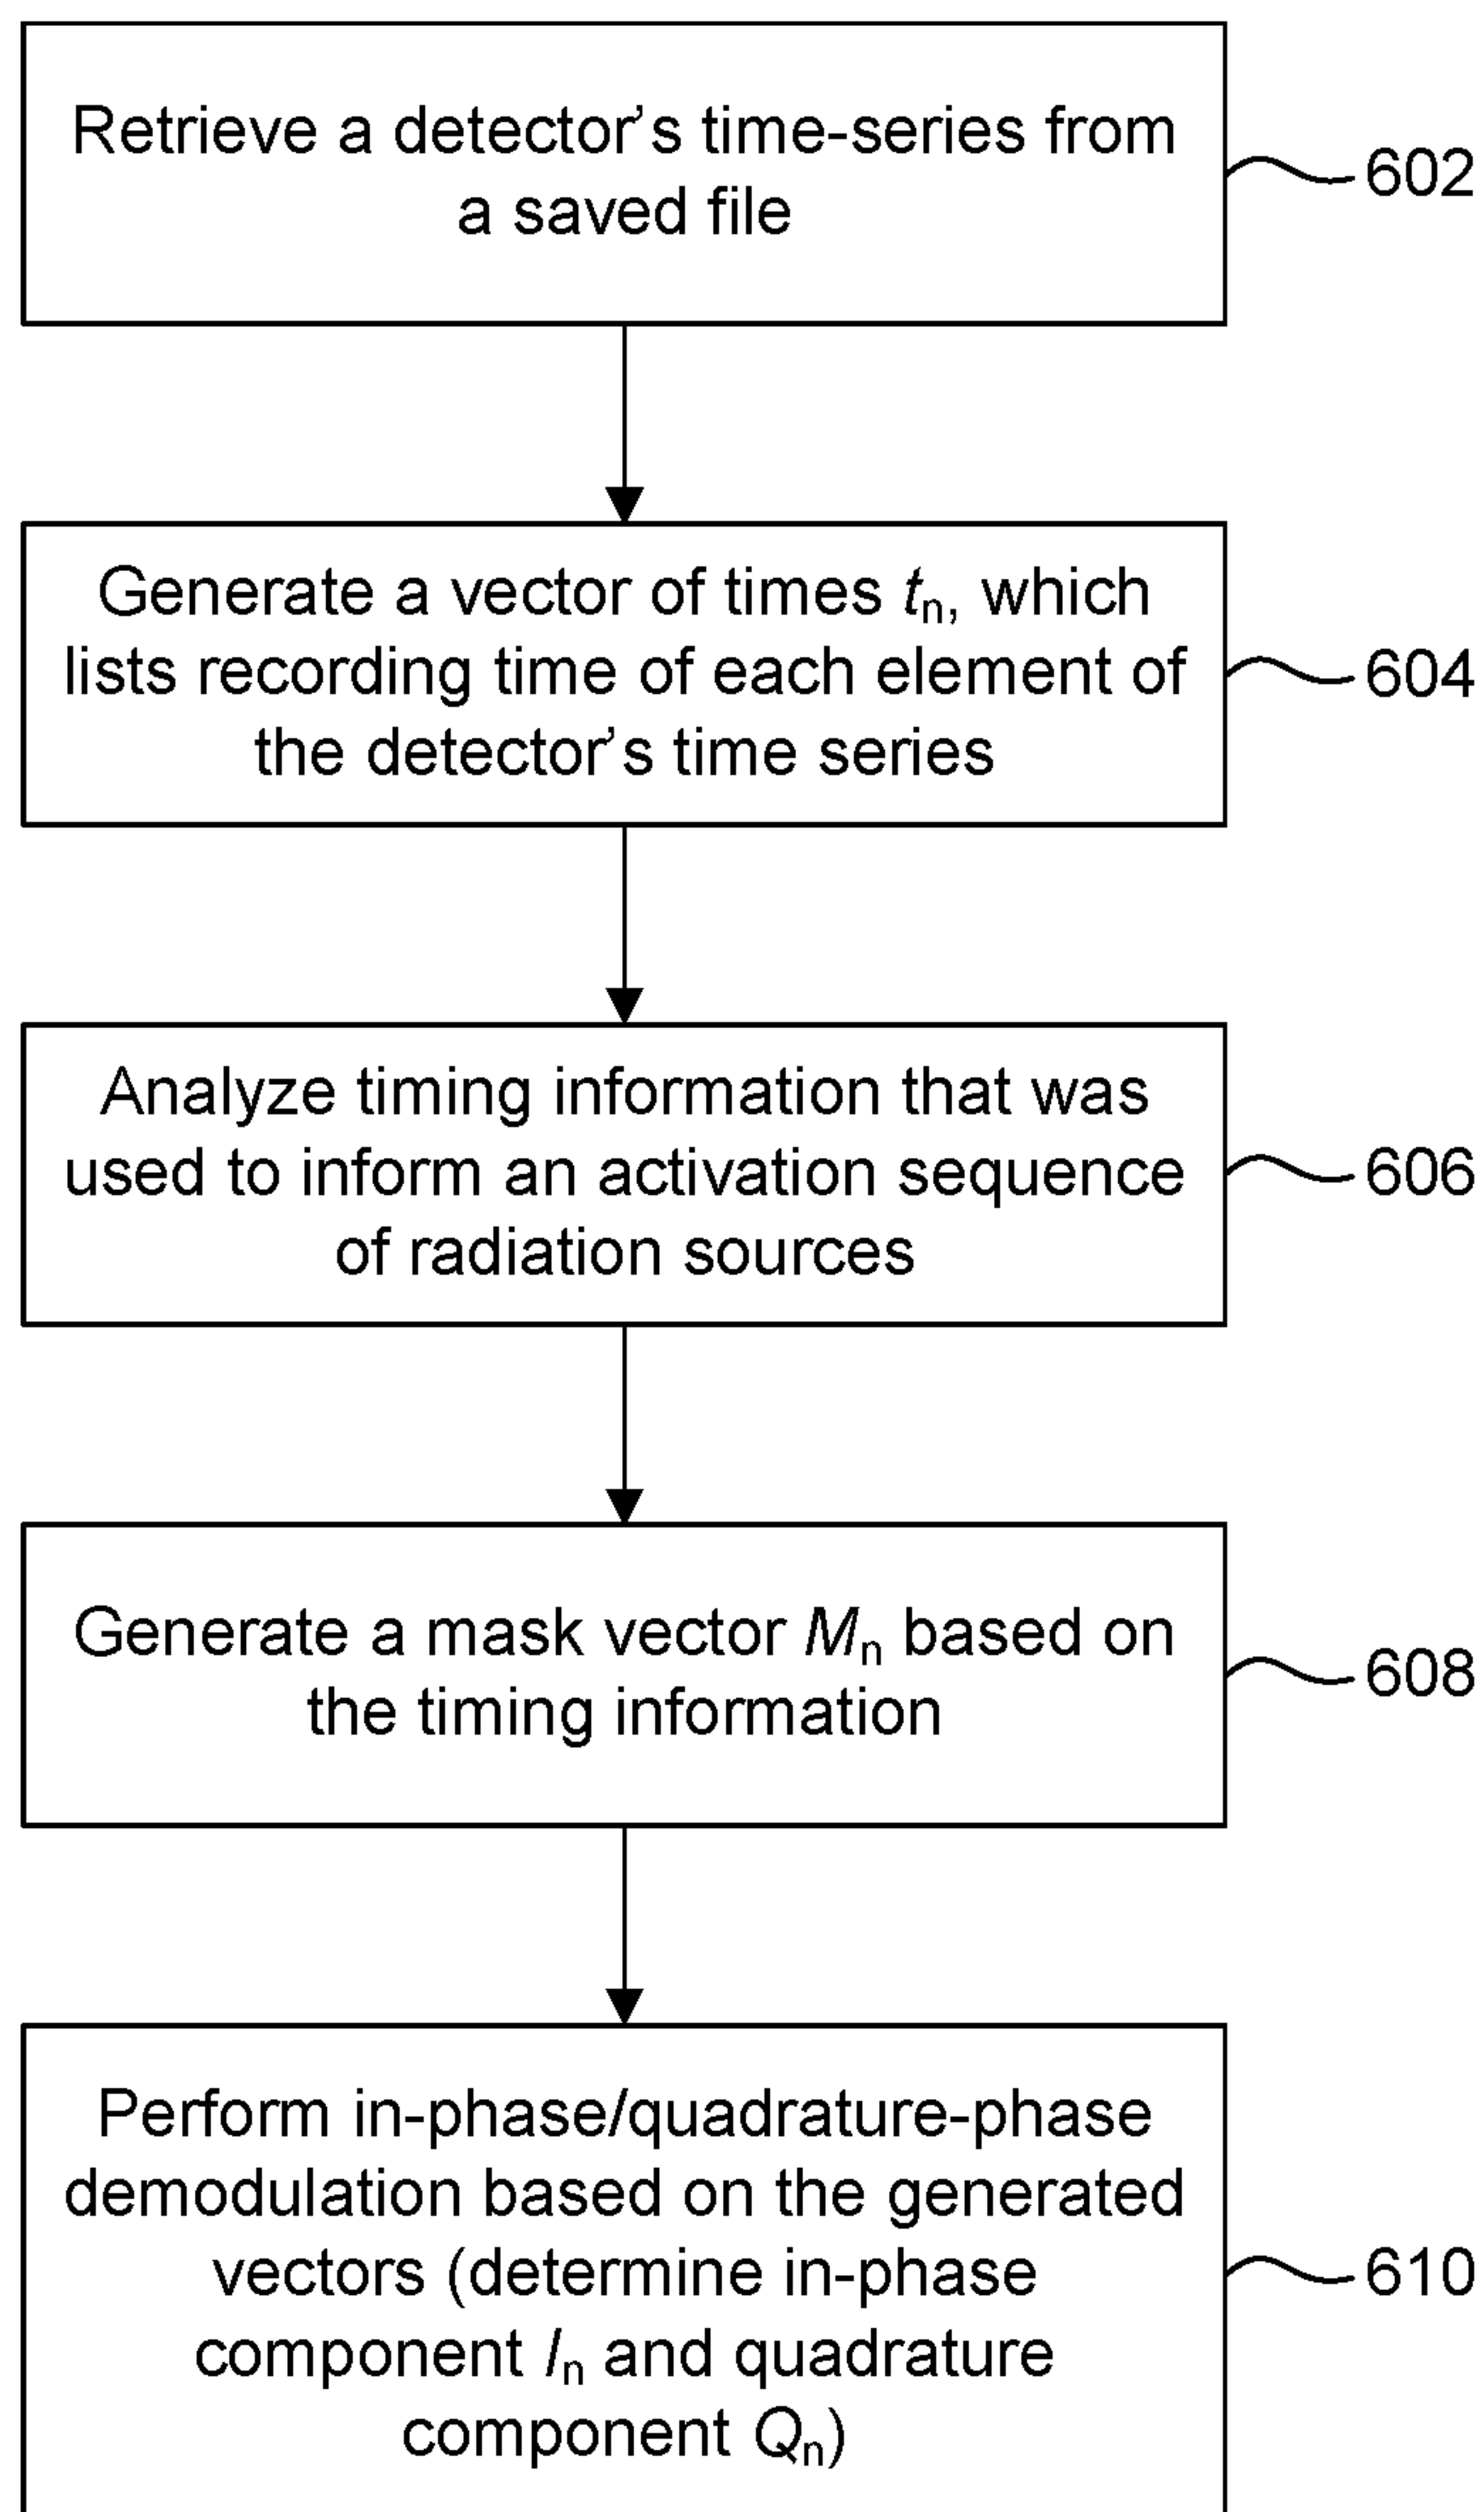 Retrieve a detector’s time-series from
a saved file
602
Generate a vector of times tn, which
lists recording time of each element of
the detector’s time series
604
Analyze timing information that was
used to inform an activation sequence
of radiation sources
606
Generate a mask vector Mn based on
the timing information
608
Perform in-phase/quadrature-phase
demodulation based on the generated
vectors (determine in-phase
component In and quadrature
component Qn)
610